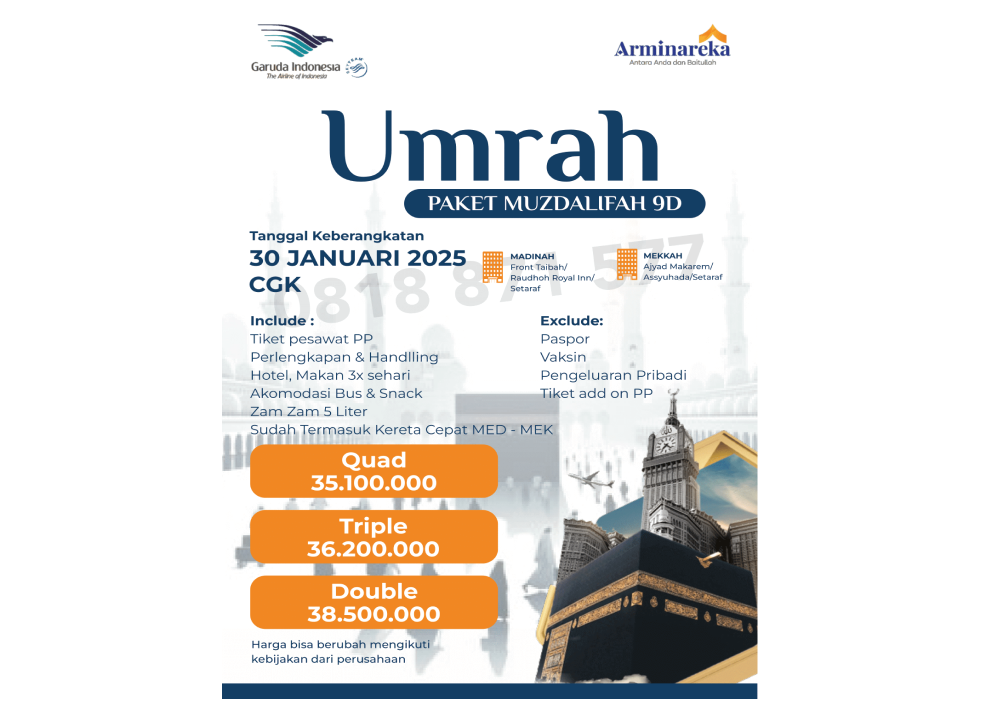 Garuda Indonesia
The Airline of Indonesia
SKYTEAM
Arminareka
Antara Anda dan Baitullah
Umrah
PAKET MUZDALIFAH 9D
Tanggal Keberangkatan
30 JANUARI 2025
CGK
MADINAH
Front Taibah/
Raudhoh Royal Inn/
Setaraf
MEKKAH
Ajyad Makarem/
Assyuhada/Setaraf
0818 871 577
Include :
Tiket pesawat PP
Perlengkapan & Handlling
Hotel, Makan 3x sehari
Akomodasi Bus & Snack
Zam Zam 5 Liter
Sudah Termasuk Kereta Cepat MED - MEK
Exclude:
Paspor
Vaksin
Pengeluaran Pribadi
Tiket add on PP
Quad
35.100.000
Triple
36.200.000
Double
38.500.000
Harga bisa berubah mengikuti
kebijakan dari perusahaan